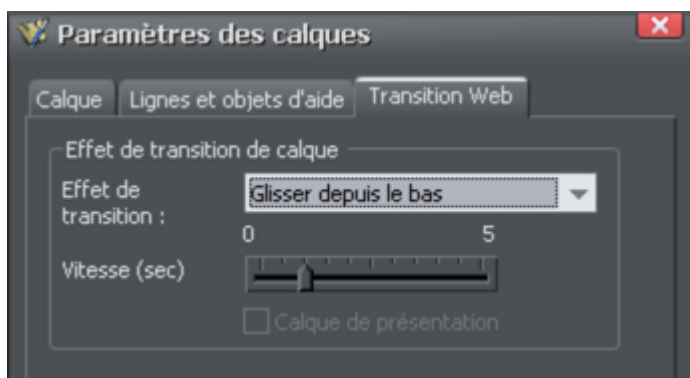 Paramètres des calques
Calque Lignes et objets d'aide Transition Web
Effet de transition de calque
Effet de transition :
Glisser depuis le bas
0 5
Vitesse (sec)
Calque de présentation